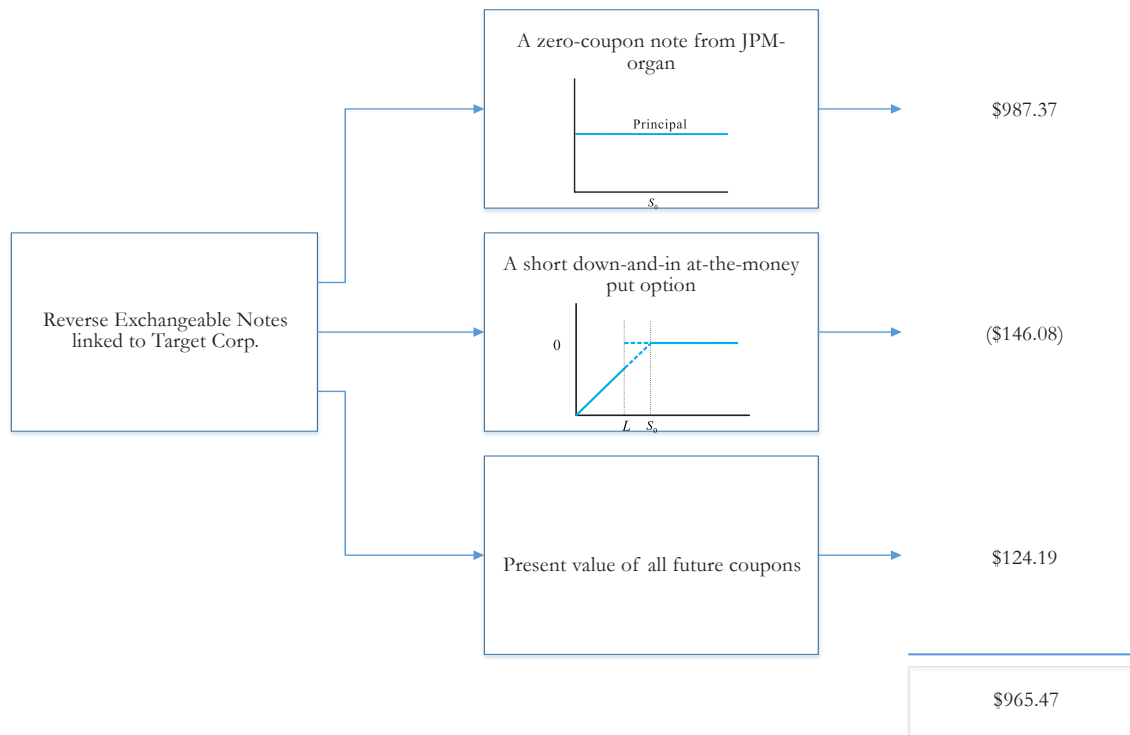 A zero-coupon note from JPM-
organ
Principal
S₀
$987.37
Reverse Exchangeable Notes
linked to Target Corp.
A short down-and-in at-the-money
put option
0
L S₀
($146.08)
Present value of all future coupons
$124.19
$965.47